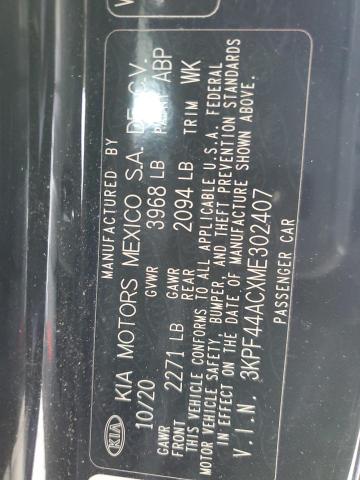 MANUFACTURED BY
KIA KIA MOTORS MEXICO S.A. DE C.V.
10/20 GVWR 3968 LB PAINT ABP
GAWR FRONT 2271 LB GAWR REAR 2094 LB TRIM WK
THIS VEHICLE CONFORMS TO ALL APPLICABLE U.S.A. FEDERAL
MOTOR VEHICLE SAFETY, BUMPER, AND THEFT PREVENTION STANDARDS
IN EFFECT ON THE DATE OF MANUFACTURE SHOWN ABOVE.
V.I.N. 3KPF44ACXME302407
PASSENGER CAR